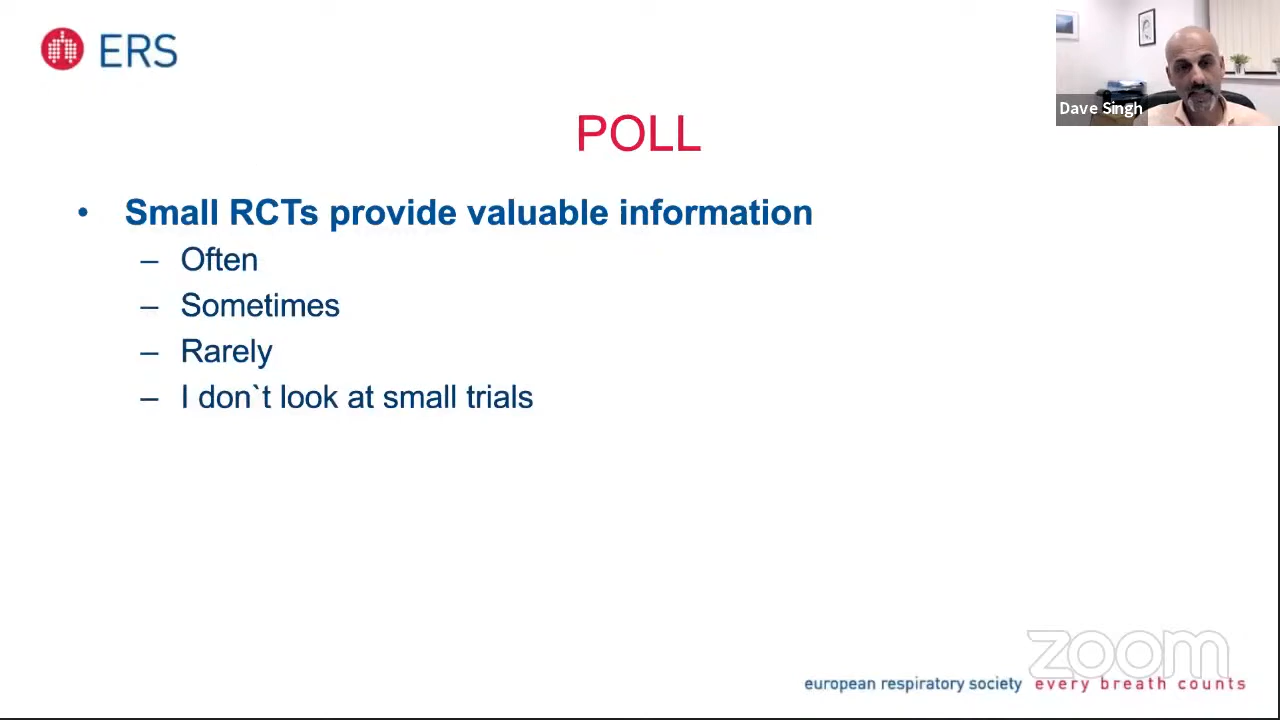 ERS
Dave Singh
POLL
• Small RCTs provide valuable information
– Often
– Sometimes
– Rarely
– I don`t look at small trials
zoom
european respiratory society every breath counts